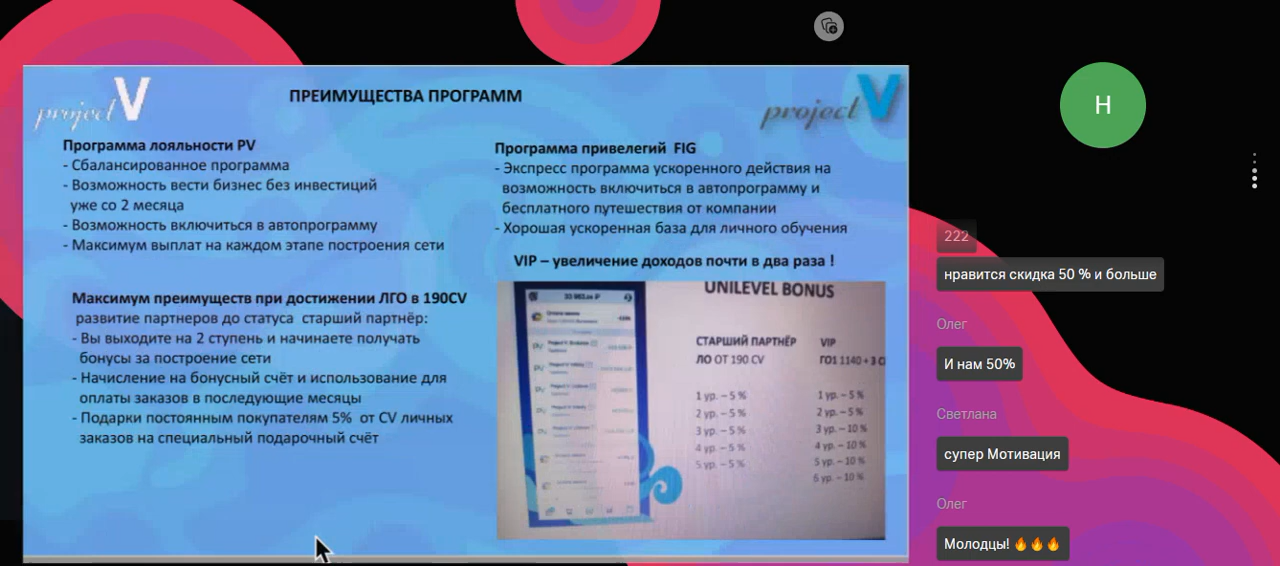 project V
ПРЕИМУЩЕСТВА ПРОГРАММ
project V
Программа лояльности PV
- Сбалансированное программа
- Возможность вести бизнес без инвестиций
уже со 2 месяца
- Возможность включиться в автопрограмму
- Максимум выплат на каждом этапе построения сети
Максимум преимуществ при достижении ЛГО в 190CV
развитие партнеров до статуса старший партнёр:
- Вы выходите на 2 ступень и начинаете получать
бонусы за построение сети
- Начисление на бонусный счёт и использование для
оплаты заказов в последующие месяцы
- Подарки постоянным покупателям 5% от CV личных
заказов на специальный подарочный счёт
Программа привелегий FIG
- Экспресс программа ускоренного действия на
возможность включиться в автопрограмму и
бесплатного путешествия от компании
- Хорошая ускоренная база для личного обучения
VIP – увеличение доходов почти в два раза !
UNILEVEL BONUS
СТАРШИЙ ПАРТНЁР
ЛО ОТ 190 CV
1 ур. – 5 %
2 ур. – 5 %
3 ур. – 5 %
4 ур. – 5 %
5 ур. – 5 %
VIP
ГО1 1140 + 3
1 ур. – 5 %
2 ур. – 5 %
3 ур. – 10 %
4 ур. – 10 %
5 ур. – 10 %
6 ур. – 10 %
Н
222
нравится скидка 50 % и больше
Олег
И нам 50%
Светлана
супер Мотивация
Олег
Молодцы! 🔥🔥🔥